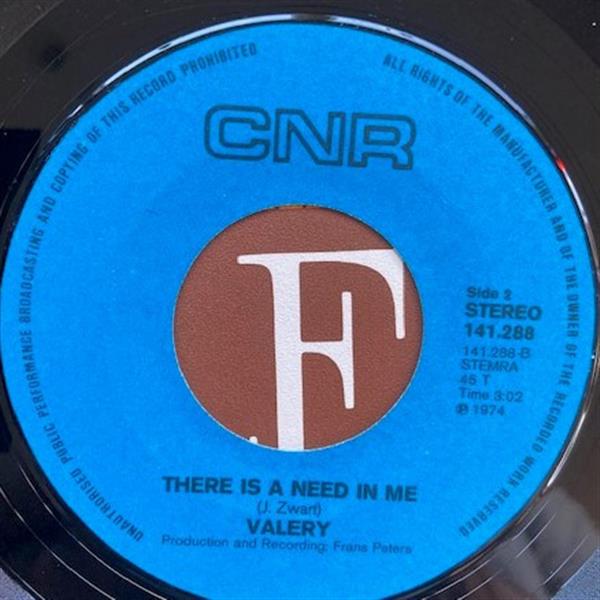 UNAUTHORISED PUBLIC PERFORMANCE BROADCASTING AND COPYING OF THIS RECORD PROHIBITED
ALL RIGHTS OF THE MANUFACTURER AND OF THE OWNER OF THE RECORDED WORK RESERVED
CNR
F
Side 2
STEREO
141.288
141.288-B
STEMRA
45 T
Time 3:02
℗ 1974
THERE IS A NEED IN ME
(J. Zwart)
VALERY
Production and Recording: Frans Peters